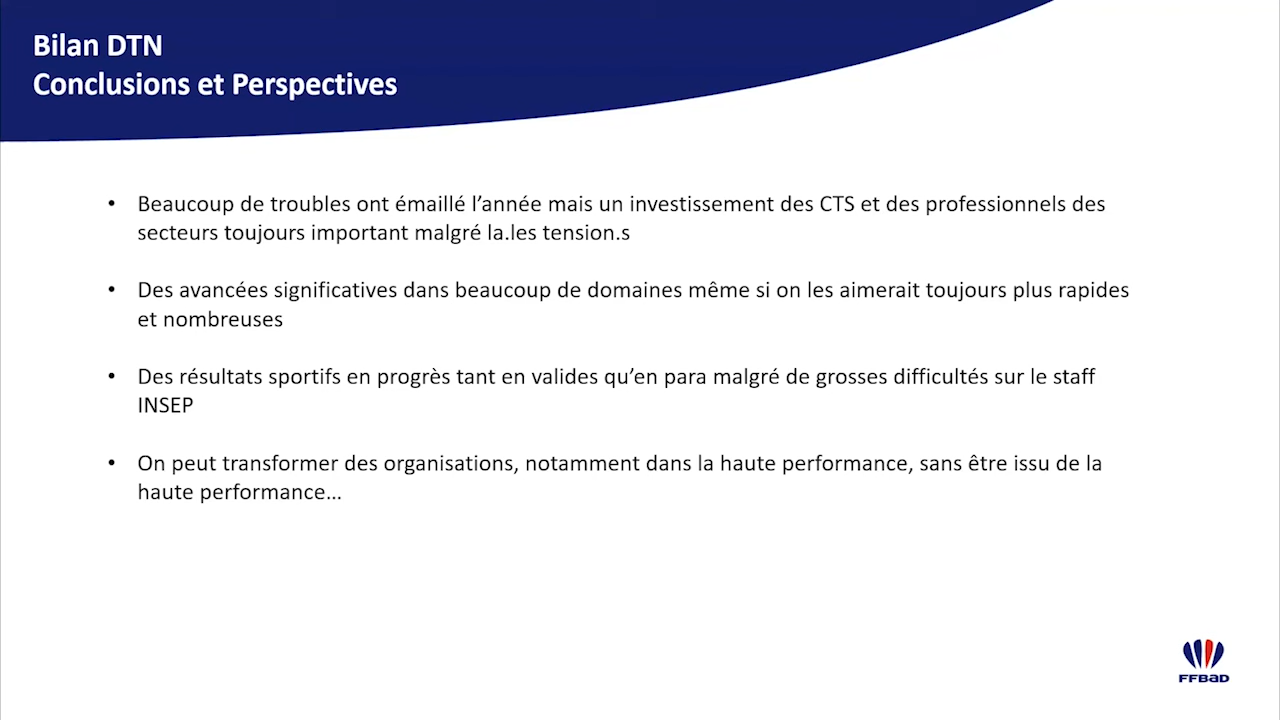 Bilan DTN
Conclusions et Perspectives
• Beaucoup de troubles ont émaillé l’année mais un investissement des CTS et des professionnels des
secteurs toujours important malgré la.les tension.s
• Des avancées significatives dans beaucoup de domaines même si on les aimerait toujours plus rapides
et nombreuses
• Des résultats sportifs en progrès tant en valides qu’en para malgré de grosses difficultés sur le staff
INSEP
• On peut transformer des organisations, notamment dans la haute performance, sans être issu de la
haute performance…
FFBaD